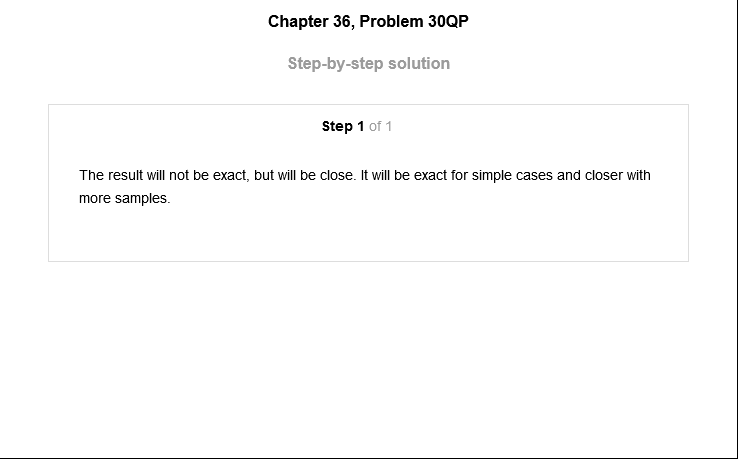 Chapter 36, Problem 30QP
Step-by-step solution
Step 1 of 1
The result will not be exact, but will be close. It will be exact for simple cases and closer with
more samples.